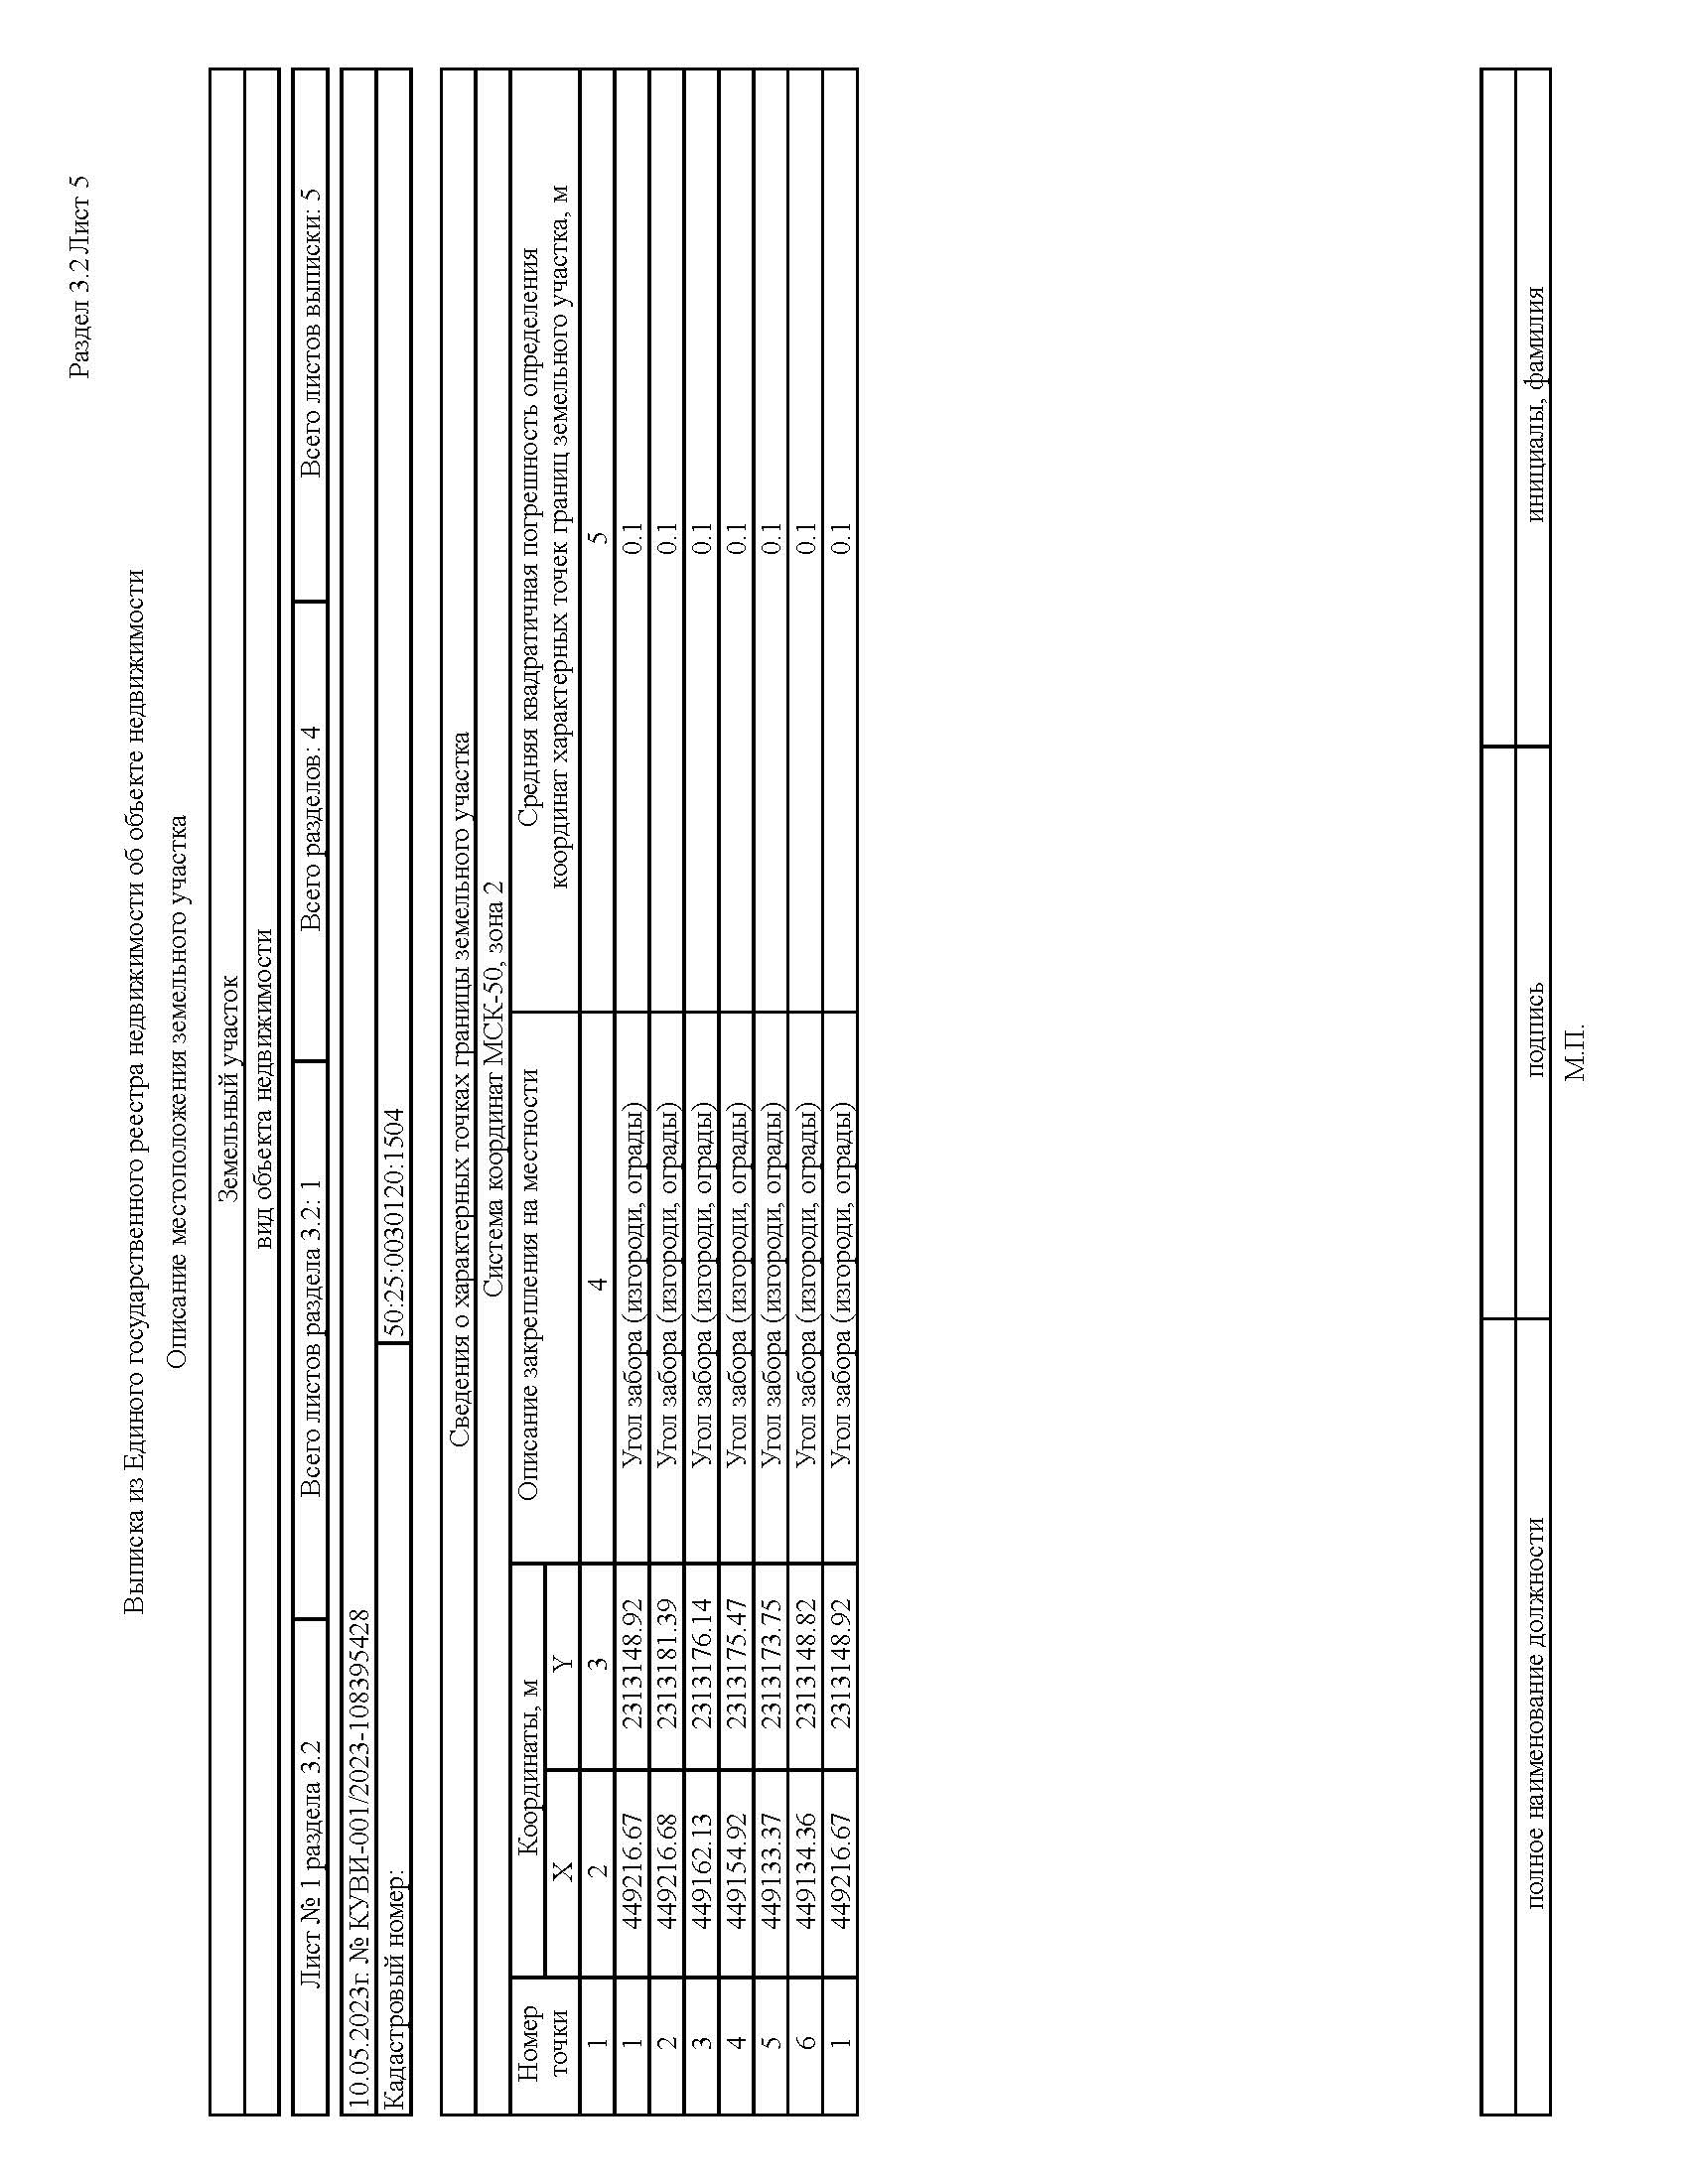 Раздел 3.2 Лист 5
Выписка из Единого государственного реестра недвижимости об объекте недвижимости
Описание местоположения земельного участка
Земельный участок
вид объекта недвижимости
Лист № 1 раздела 3.2 Всего листов раздела 3.2: 1 Всего разделов: 4 Всего листов выписки: 5
10.05.2023г. № КУВИ-001/2023-108395428
Кадастровый номер: 50:25:0030120:1504
Сведения о характерных точках границы земельного участка
Система координат МСК-50, зона 2
Номер точки Координаты, м Описание закрепления на местности Средняя квадратичная погрешность определения
координат характерных точек границ земельного участка, м
X Y
1 2 3 4 5
1 449216.67 2313148.92 Угол забора (изгороди, ограды) 0.1
2 449216.68 2313181.39 Угол забора (изгороди, ограды) 0.1
3 449162.13 2313176.14 Угол забора (изгороди, ограды) 0.1
4 449154.92 2313175.47 Угол забора (изгороди, ограды) 0.1
5 449133.37 2313173.75 Угол забора (изгороди, ограды) 0.1
6 449134.36 2313148.82 Угол забора (изгороди, ограды) 0.1
1 449216.67 2313148.92 Угол забора (изгороди, ограды) 0.1
полное наименование должности подпись инициалы, фамилия
М.П.